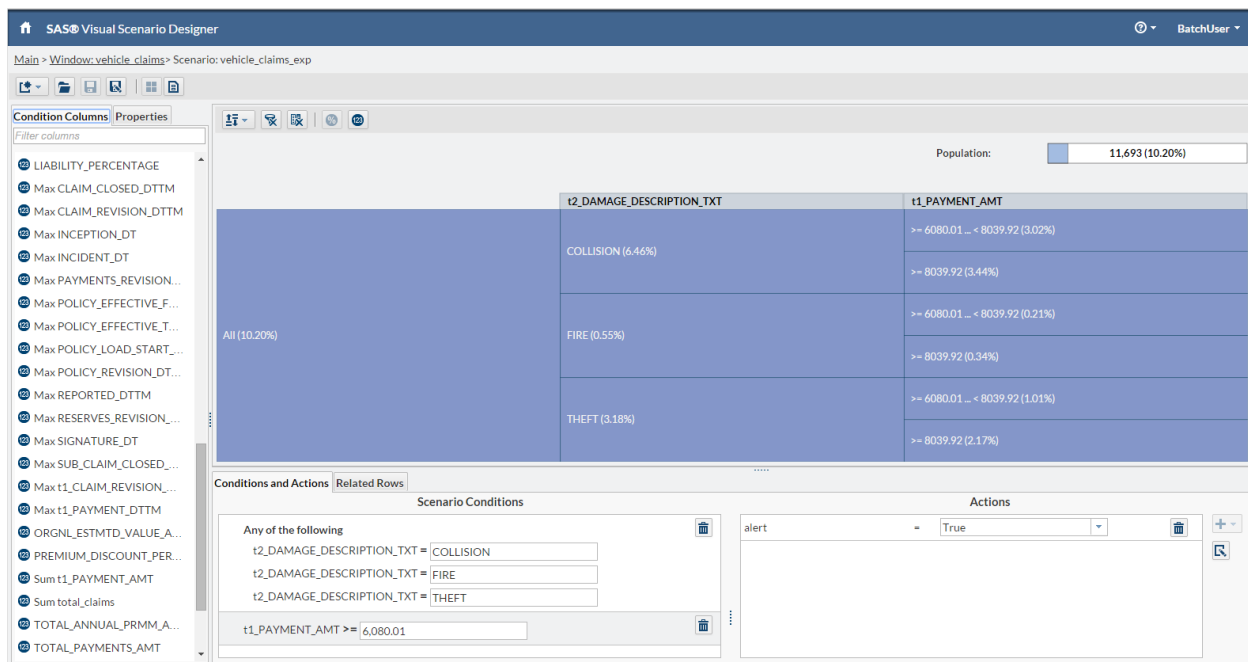 SAS® Visual Scenario Designer
BatchUser
Main > Window: vehicle_claims> Scenario: vehicle_claims_exp
Condition Columns Properties
Filter columns
LIABILITY_PERCENTAGE
Max CLAIM_CLOSED_DTTM
Max CLAIM_REVISION_DTTM
Max INCEPTION_DT
Max INCIDENT_DT
Max PAYMENTS_REVISION...
Max POLICY_EFFECTIVE_F...
Max POLICY_EFFECTIVE_T...
Max POLICY_LOAD_START_...
Max POLICY_REVISION_DT...
Max REPORTED_DTTM
Max RESERVES_REVISION_...
Max SIGNATURE_DT
Max SUB_CLAIM_CLOSED_...
Max t1_CLAIM_REVISION_...
Max t1_PAYMENT_DTTM
ORGNL_ESTMTD_VALUE_A...
PREMIUM_DISCOUNT_PER...
Sum t1_PAYMENT_AMT
Sum total_claims
TOTAL_ANNUAL_PRMM_A...
TOTAL_PAYMENTS_AMT
Population: 11,693 (10.20%)
t2_DAMAGE_DESCRIPTION_TXT t1_PAYMENT_AMT
All (10.20%)
COLLISION (6.46%)
>= 6080.01 ... < 8039.92 (3.02%)
>= 8039.92 (3.44%)
FIRE (0.55%)
>= 6080.01 ... < 8039.92 (0.21%)
>= 8039.92 (0.34%)
THEFT (3.18%)
>= 6080.01 ... < 8039.92 (1.01%)
>= 8039.92 (2.17%)
Conditions and Actions Related Rows
Scenario Conditions
Any of the following
t2_DAMAGE_DESCRIPTION_TXT = COLLISION
t2_DAMAGE_DESCRIPTION_TXT = FIRE
t2_DAMAGE_DESCRIPTION_TXT = THEFT
t1_PAYMENT_AMT >= 6,080.01
Actions
alert = True